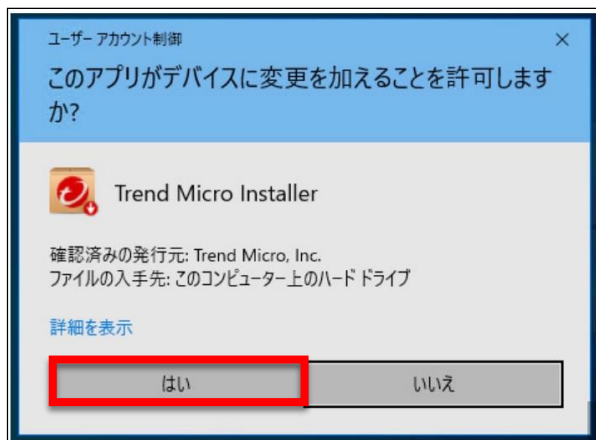 ユーザー アカウント制御
このアプリがデバイスに変更を加えることを許可します
か?
Trend Micro Installer
確認済みの発行元: Trend Micro, Inc.
ファイルの入手先: このコンピューター上のハード ドライブ
詳細を表示
はい
いいえ